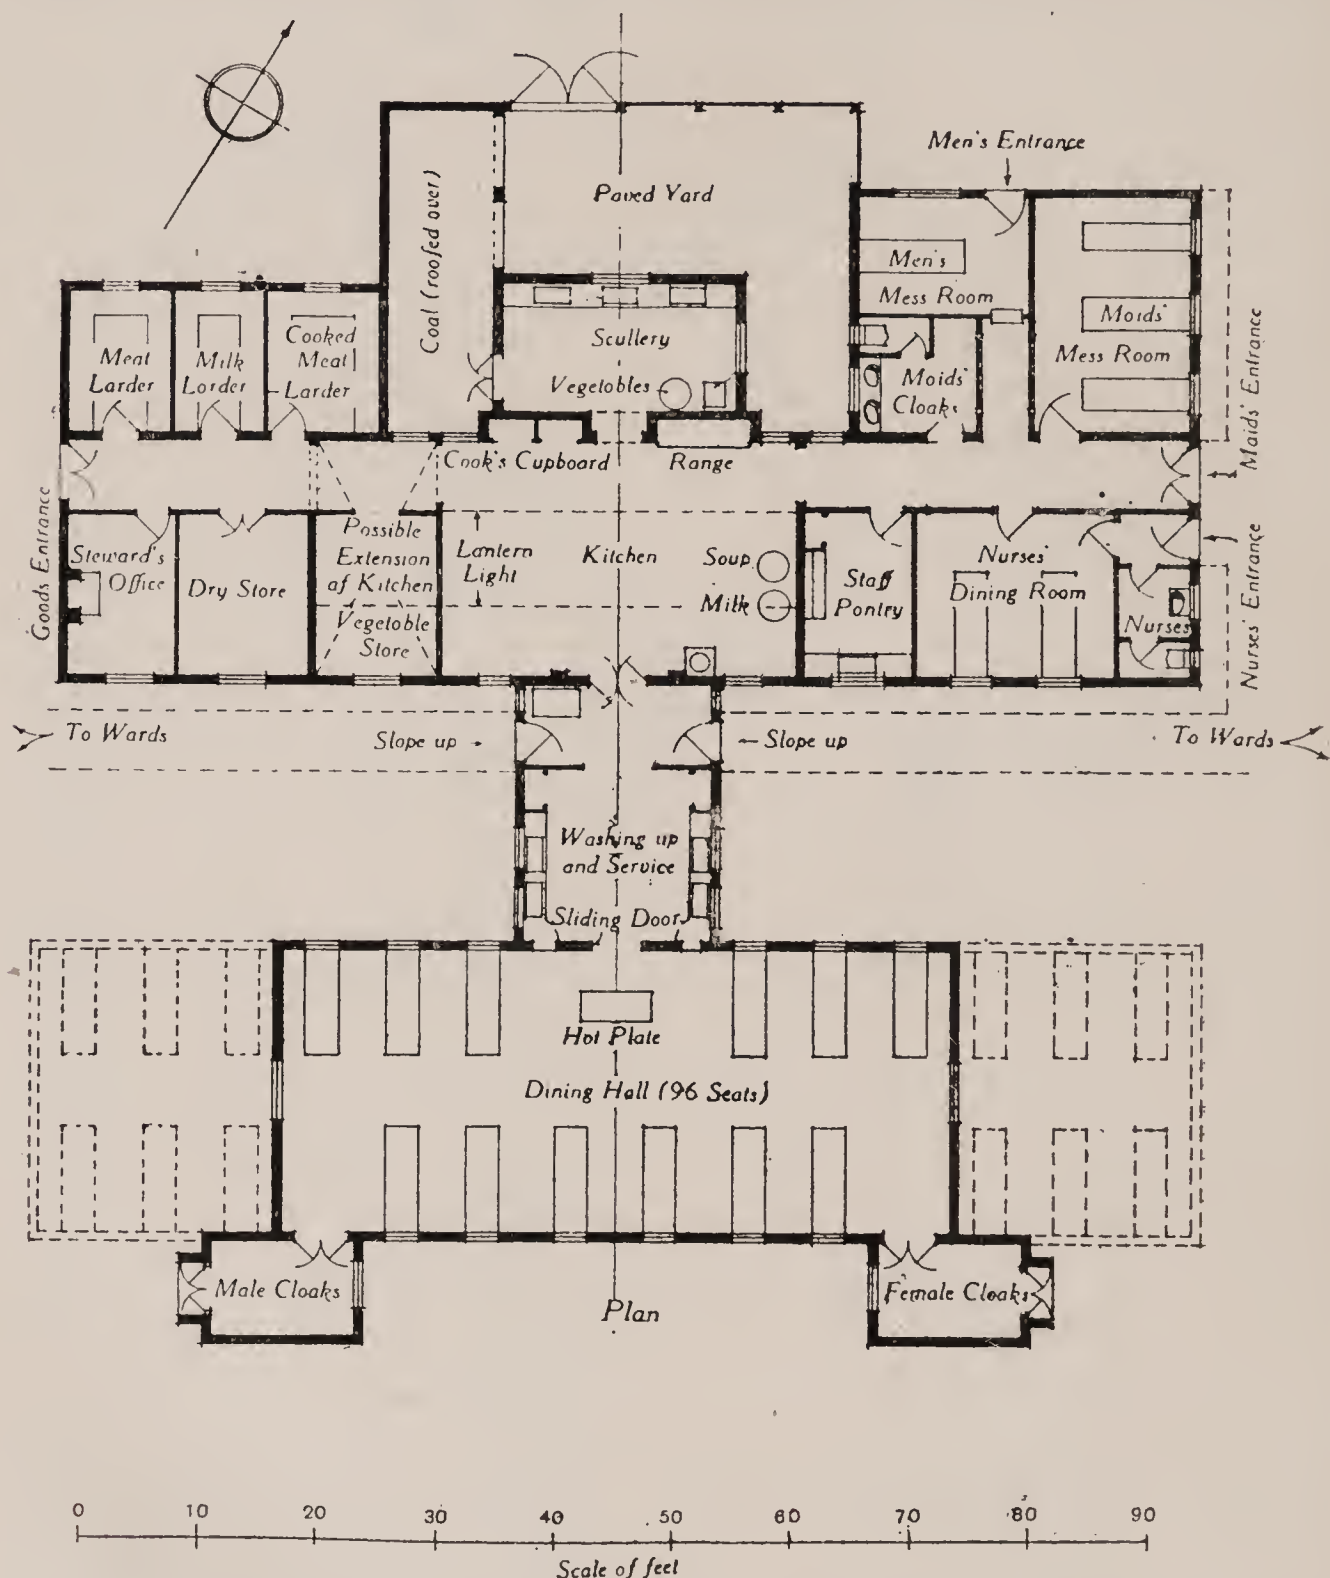 Men's Entrance
Paved Yard
Coal (roofed over)
Men's
Mess Room
Maids'
Mess Room
Maids' Entrance
Meat
Larder
Milk
Larder
Cooked
Meat
Larder
Scullery
Vegetables
Maids'
Cloaks
Cook's Cupboard
Range
Goods Entrance
Steward's
Office
Dry Store
Possible
Extension
of Kitchen
Vegetable
Store
Lantern
Light
Kitchen
Soup
Milk
Staff
Pantry
Nurses'
Dining Room
Nurses
Nurses' Entrance
To Wards
Slope up
Slope up
To Wards
Washing up
and Service
Sliding Door
Hot Plate
Dining Hall (96 Seats)
Male Cloaks
Female Cloaks
Plan
0 10 20 30 40 50 60 70 80 90
Scale of feet